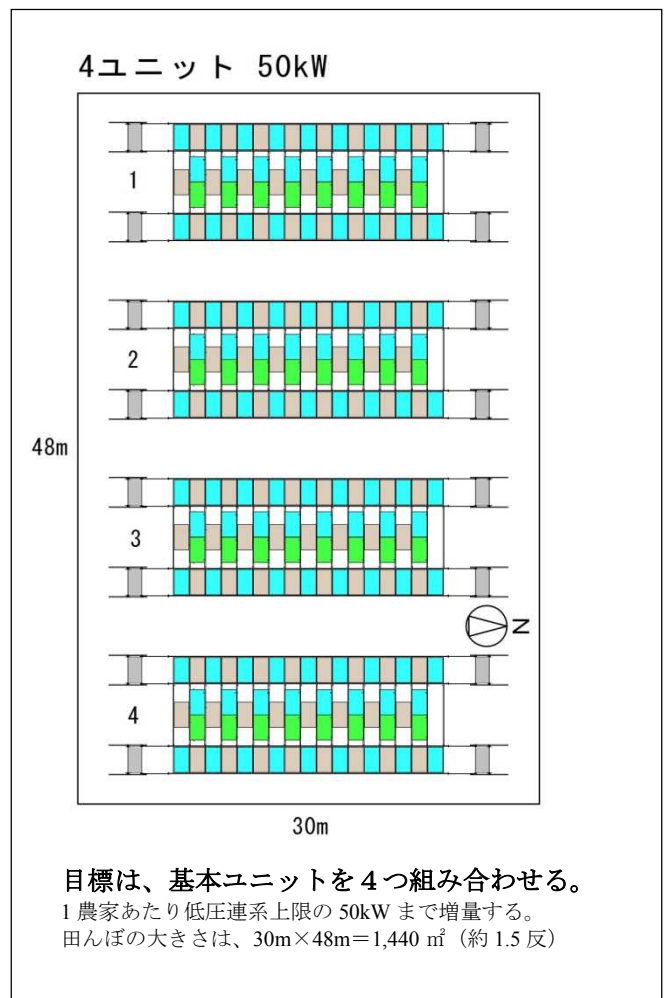 4ユニット 50kW
1
2
48m
3
N
4
30m
目標は、基本ユニットを４つ組み合わせる。
1 農家あたり低圧連系上限の 50kW まで増量する。
田んぼの大きさは、30m×48m＝1,440 ㎡（約 1.5 反）